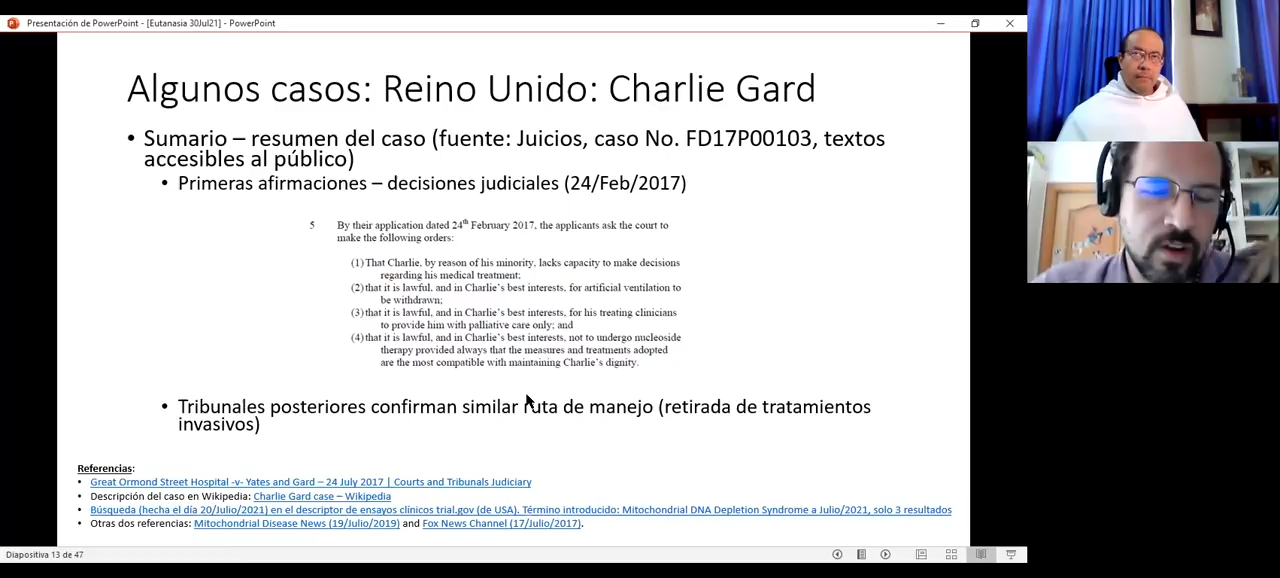 Presentación de PowerPoint - [Eutanasia 30Jul21] - PowerPoint
Algunos casos: Reino Unido: Charlie Gard
• Sumario – resumen del caso (fuente: Juicios, caso No. FD17P00103, textos
accesibles al público)
• Primeras afirmaciones – decisiones judiciales (24/Feb/2017)
5 By their application dated 24th February 2017, the applicants ask the court to
make the following orders:
(1) That Charlie, by reason of his minority, lacks capacity to make decisions
regarding his medical treatment;
(2) that it is lawful, and in Charlie's best interests, for artificial ventilation to
be withdrawn;
(3) that it is lawful, and in Charlie's best interests, for his treating clinicians
to provide him with palliative care only; and
(4) that it is lawful, and in Charlie's best interests, not to undergo nucleoside
therapy provided always that the measures and treatments adopted
are the most compatible with maintaining Charlie's dignity.
• Tribunales posteriores confirman similar ruta de manejo (retirada de tratamientos
invasivos)
Referencias:
• Great Ormond Street Hospital -v- Yates and Gard – 24 July 2017 | Courts and Tribunals Judiciary
• Descripción del caso en Wikipedia: Charlie Gard case – Wikipedia
• Búsqueda (hecha el día 20/Julio/2021) en el descriptor de ensayos clínicos trial.gov (de USA). Término introducido: Mitochondrial DNA Depletion Syndrome a Julio/2021, solo 3 resultados
• Otras dos referencias: Mitochondrial Disease News (19/Julio/2019) and Fox News Channel (17/Julio/2017).
Diapositiva 13 de 47